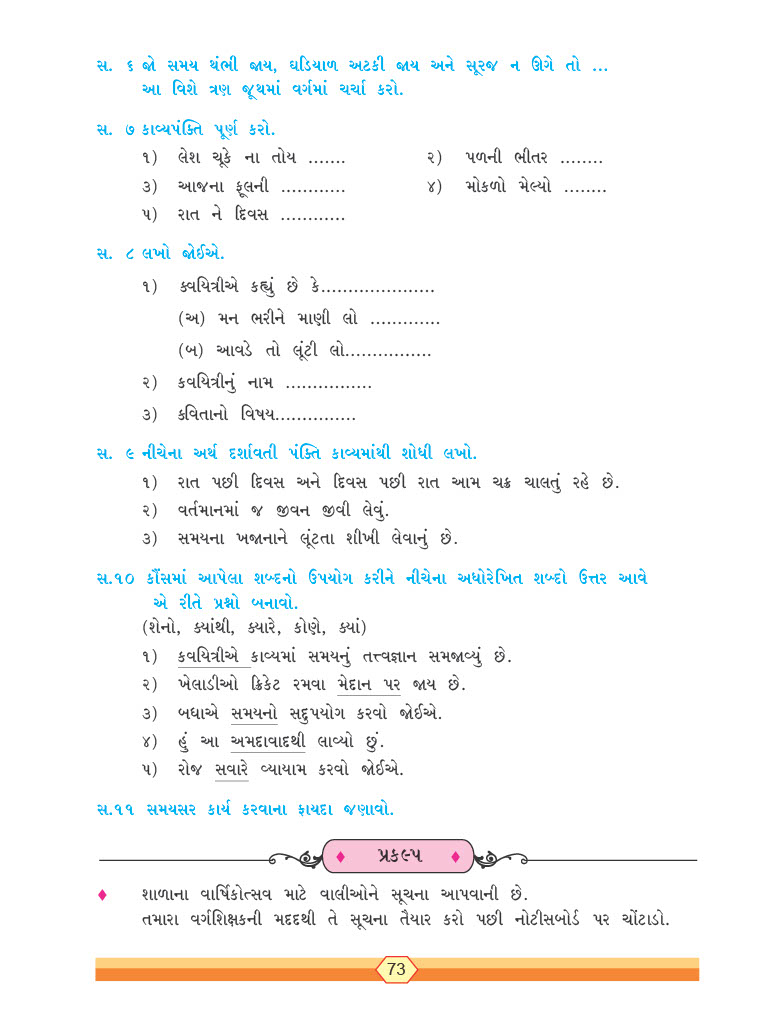 સ. ૬ જો સમય થંભી જાય, ઘડિયાળ અટકી જાય અને સૂરજ ન ઊગે તો ...
આ વિશે ત્રણ જૂથમાં વર્ગમાં ચર્ચા કરો.
સ. ૭ કાવ્યપંક્તિ પૂર્ણ કરો.
૧) લેશ ચૂકે ના તોય ....... ૨) પળની ભીતર ........
૩) આજના ફૂલની ............ ૪) મોકળો મેલ્યો ........
૫) રાત ને દિવસ ............
સ. ૮ લખો જોઈએ.
૧) ક્વયિત્રીએ કહ્યું છે કે.....................
(અ) મન ભરીને માણી લો .............
(બ) આવડે તો લૂંટી લો................
૨) કવયિત્રીનું નામ ................
૩) કવિતાનો વિષય...............
સ. ૯ નીચેના અર્થ દર્શાવતી પંક્તિ કાવ્યમાંથી શોધી લખો.
૧) રાત પછી દિવસ અને દિવસ પછી રાત આમ ચક્ર ચાલતું રહે છે.
૨) વર્તમાનમાં જ જીવન જીવી લેવું.
૩) સમયના ખજાનાને લૂંટતા શીખી લેવાનું છે.
સ.૧૦ કૌંસમાં આપેલા શબ્દનો ઉપયોગ કરીને નીચેના અધોરેખિત શબ્દો ઉત્તર આવે
એ રીતે પ્રશ્નો બનાવો.
(શેનો, ક્યાંથી, ક્યારે, કોણે, ક્યાં)
૧) કવયિત્રીએ કાવ્યમાં સમયનું તત્ત્વજ્ઞાન સમજાવ્યું છે.
૨) ખેલાડીઓ ક્રિકેટ રમવા મેદાન પર જાય છે.
૩) બધાએ સમયનો સદુપયોગ કરવો જોઈએ.
૪) હું આ અમદાવાદથી લાવ્યો છું.
૫) રોજ સવારે વ્યાયામ કરવો જોઈએ.
સ.૧૧ સમયસર કાર્ય કરવાના ફાયદા જણાવો.
પ્રકલ્પ
શાળાના વાર્ષિકોત્સવ માટે વાલીઓને સૂચના આપવાની છે.
તમારા વર્ગશિક્ષકની મદદથી તે સૂચના તૈયાર કરો પછી નોટીસબોર્ડ પર ચોંટાડો.
73